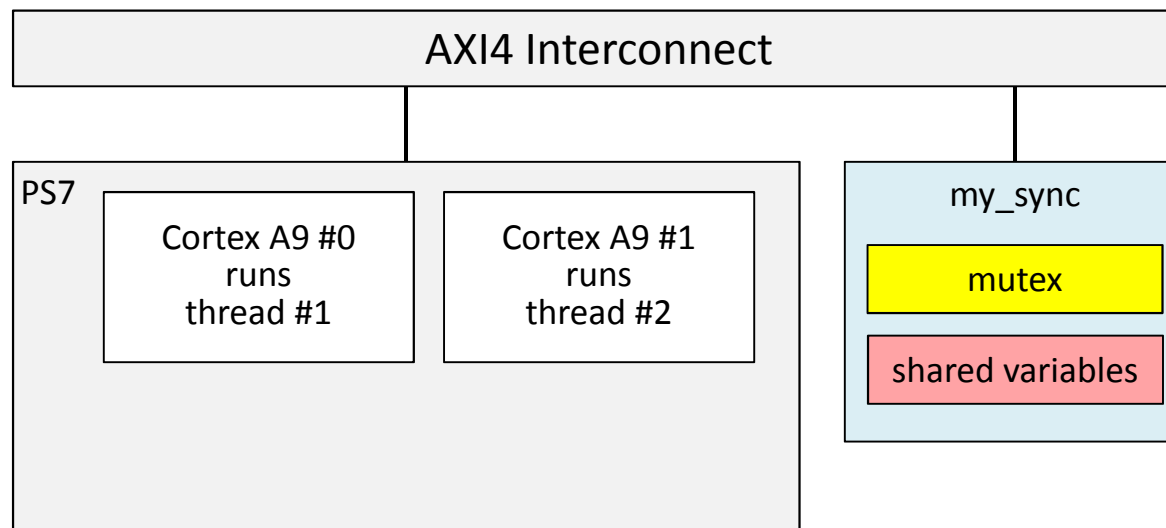 AXI4 Interconnect
PS7
Cortex A9 #0
runs
thread #1
Cortex A9 #1
runs
thread #2
my_sync
mutex
shared variables